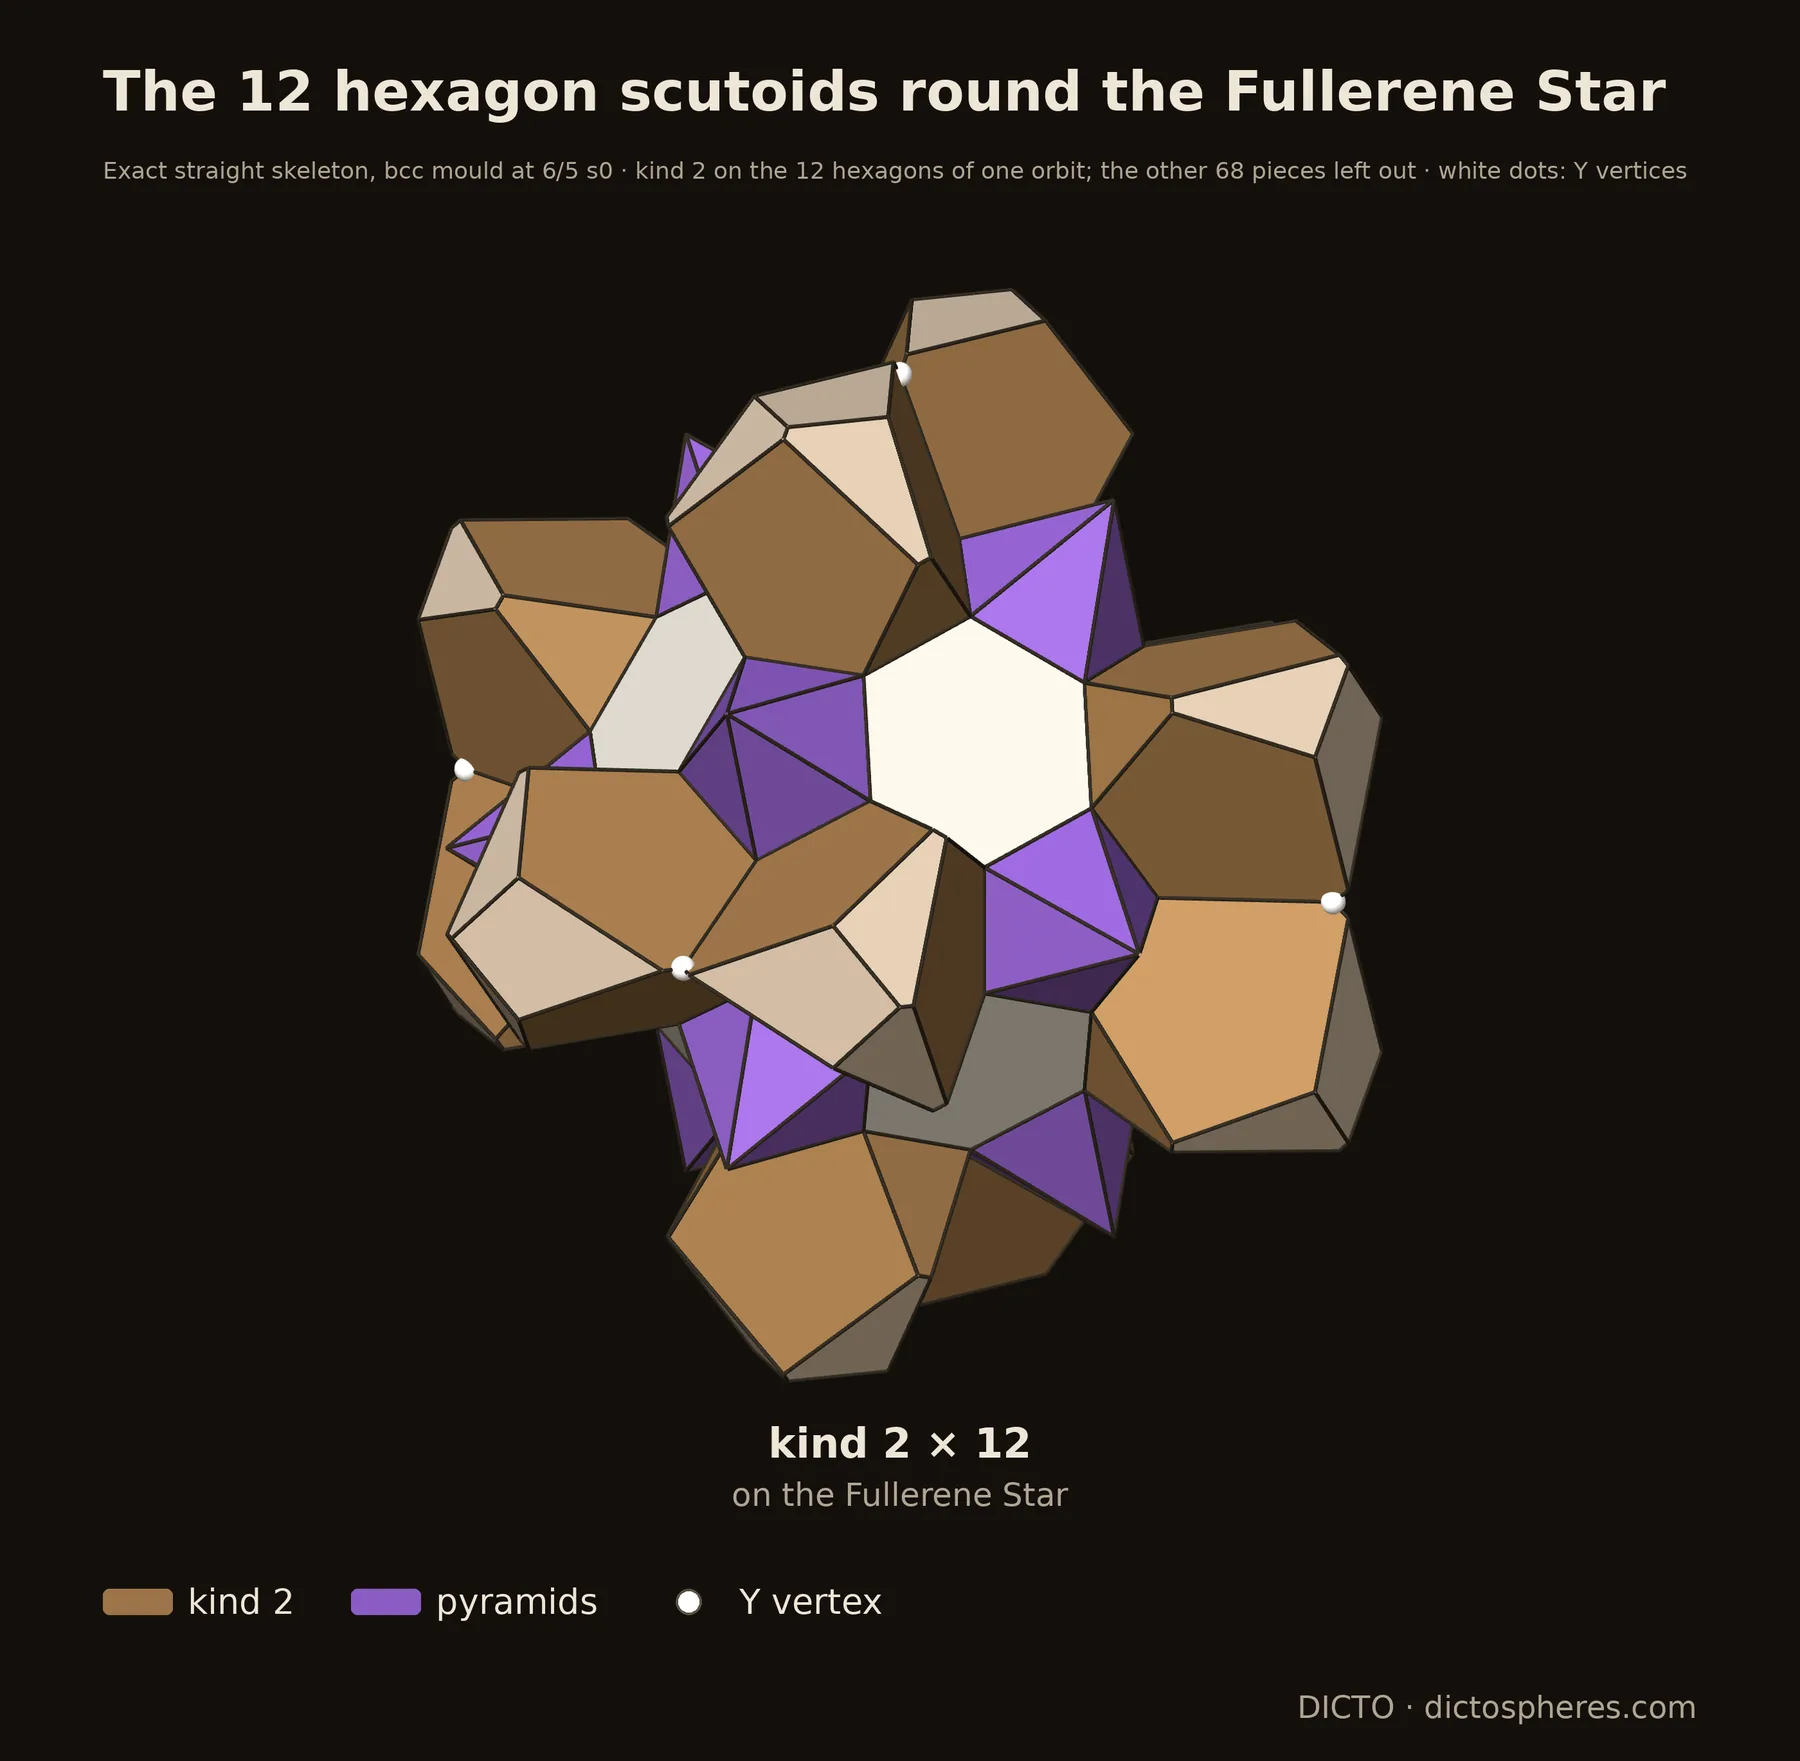 The 12 hexagon scutoids round the Fullerene Star
Exact straight skeleton, bcc mould at 6/5 s0 · kind 2 on the 12 hexagons of one orbit; the other 68 pieces left out · white dots: Y vertices
kind 2 × 12
on the Fullerene Star
kind 2 pyramids Y vertex
DICTO · dictospheres.com